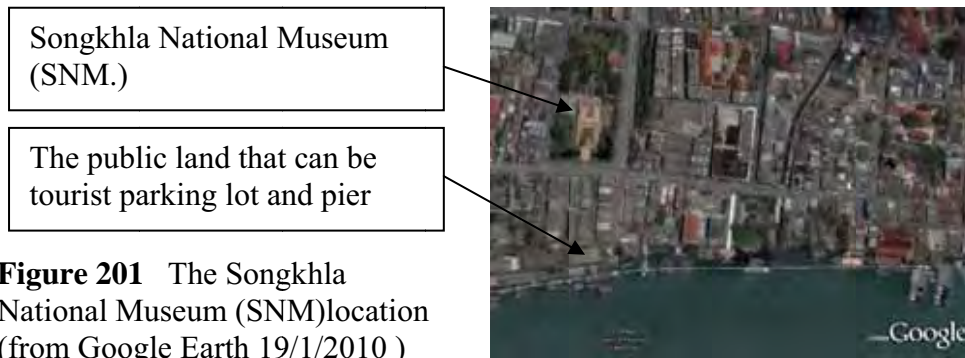 Songkhla National Museum
(SNM.)
The public land that can be
tourist parking lot and pier
Figure 201 The Songkhla
National Museum (SNM)location
(from Google Earth 19/1/2010 )
Google